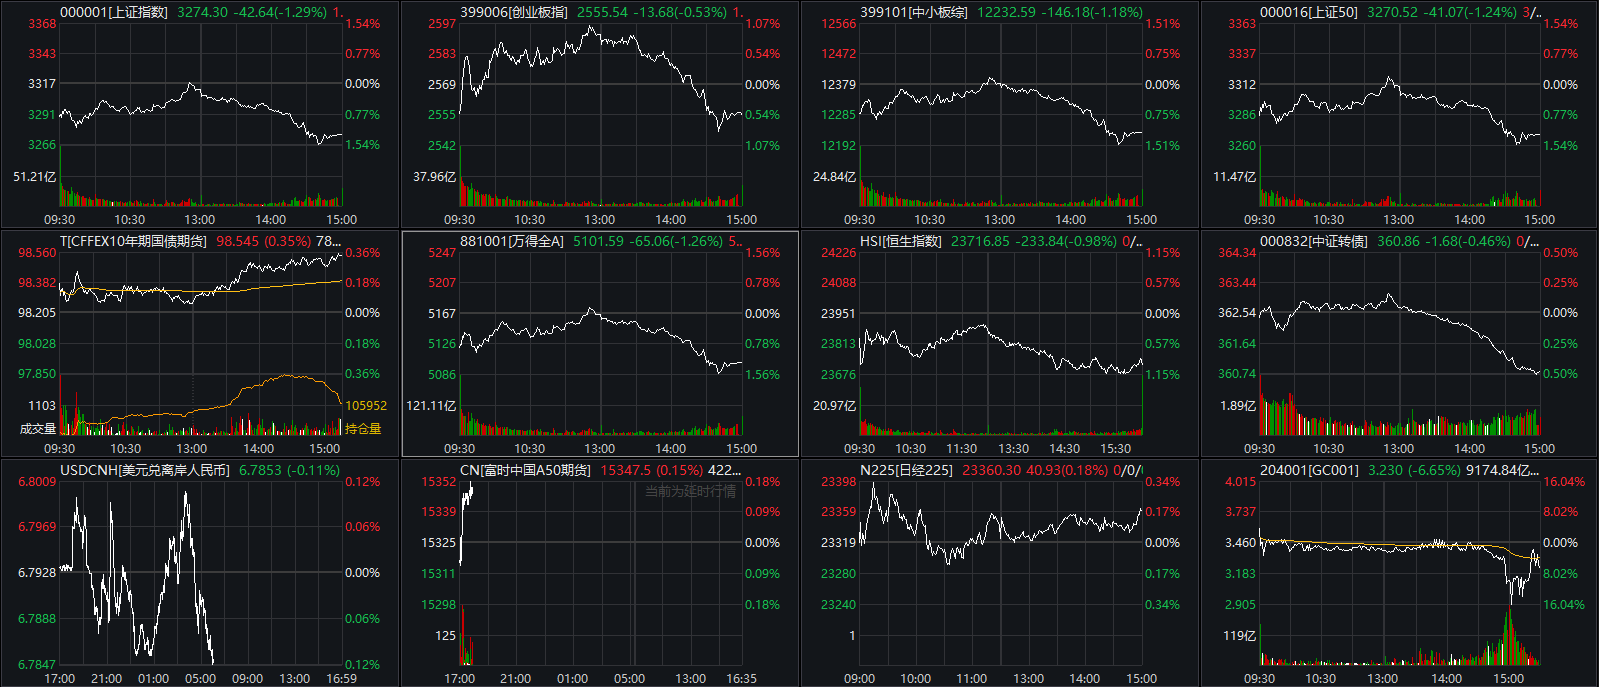 000001[上证指数] 3274.30 -42.64(-1.29%) 1.
3368 1.54%
3343 0.77%
3317 0.00%
3291 0.77%
3266 1.54%
51.21亿
09:30 10:30 13:00 14:00 15:00
399006[创业板指] 2555.54 -13.68(-0.53%) 1.
2597 1.07%
2583 0.54%
2569 0.00%
2555 0.54%
2542 1.07%
37.96亿
09:30 10:30 13:00 14:00 15:00
399101[中小板综] 12232.59 -146.18(-1.18%)
12566 1.51%
12472 0.75%
12379 0.00%
12285 0.75%
12192 1.51%
24.84亿
09:30 10:30 13:00 14:00 15:00
000016[上证50] 3270.52 -41.07(-1.24%) 3/...
3363 1.54%
3337 0.77%
3312 0.00%
3286 0.77%
3260 1.54%
11.47亿
09:30 10:30 13:00 14:00 15:00
T[CFFEX10年期国债期货] 98.545 (0.35%) 78...
98.560 0.36%
98.382 0.18%
98.205 0.00%
98.028 0.18%
97.850 0.36%
1103 105952
成交量 持仓量
09:30 10:30 13:00 14:00 15:00
881001[万得全A] 5101.59 -65.06(-1.26%) 5...
5247 1.56%
5207 0.78%
5167 0.00%
5126 0.78%
5086 1.56%
121.11亿
09:30 10:30 13:00 14:00 15:00
HSI[恒生指数] 23716.85 -233.84(-0.98%) 0/...
24226 1.15%
24088 0.57%
23951 0.00%
23813 0.57%
23676 1.15%
20.97亿
09:30 10:30 11:30 13:30 14:30 15:30
000832[中证转债] 360.86 -1.68(-0.46%) 0/...
364.34 0.50%
363.44 0.25%
362.54 0.00%
361.64 0.25%
360.74 0.50%
1.89亿
09:30 10:30 13:00 14:00 15:00
USDCNH[美元兑离岸人民币] 6.7853 (-0.11%)
6.8009 0.12%
6.7969 0.06%
6.7928 0.00%
6.7888 0.06%
6.7847 0.12%
17:00 21:00 01:00 05:00 09:00 13:00 16:59
CN[富时中国A50期货] 15347.5 (0.15%) 422...
15352 当前为延时行情 0.18%
15339 0.09%
15325 0.00%
15311 0.09%
15298 0.18%
125
17:00 21:00 01:00 05:00 13:00 16:35
N225[日经225] 23360.30 40.93(0.18%) 0/0/
23398 0.34%
23359 0.17%
23319 0.00%
23280 0.17%
23240 0.34%
1
09:00 10:00 11:00 13:00 14:00 15:00
204001[GC001] 3.230 (-6.65%) 9174.84亿...
4.015 16.04%
3.737 8.02%
3.460 0.00%
3.183 8.02%
2.905 16.04%
119亿
09:30 10:30 13:00 14:00 15:00